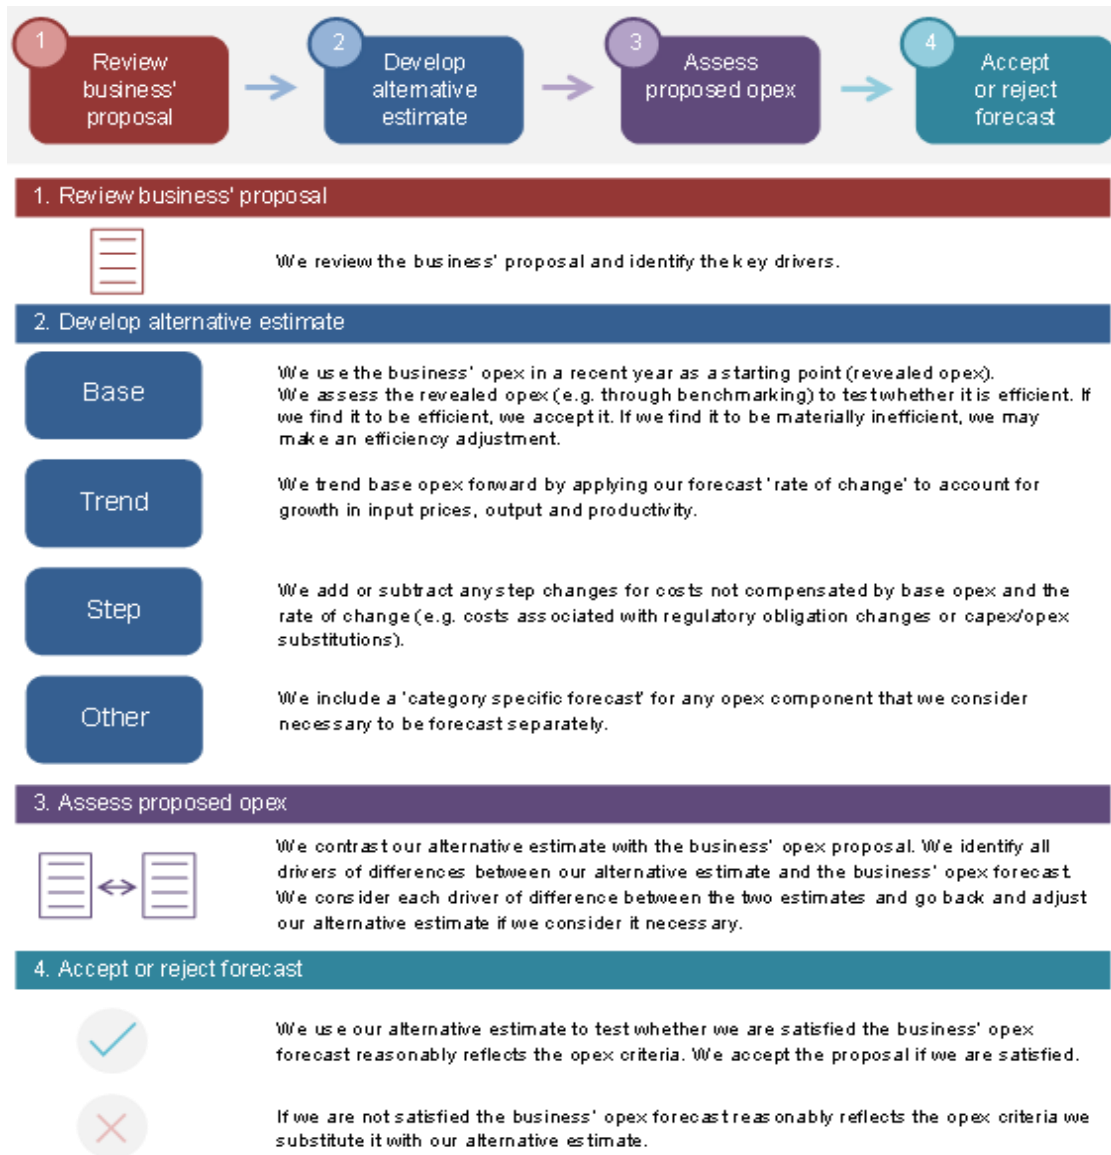 1
Review
business'
proposal
2
Develop
alternative
estimate
3
Assess
proposed opex
4
Accept
or reject
forecast
1. Review business' proposal
We review the business' proposal and identify the key drivers.
2. Develop alternative estimate
Base
We use the business' opex in a recent year as a starting point (revealed opex).
We assess the revealed opex (e.g. through benchmarking) to test whether it is efficient. If
we find it to be efficient, we accept it. If we find it to be materially inefficient, we may
make an efficiency adjustment.
Trend
We trend base opex forward by applying our forecast 'rate of change' to account for
growth in input prices, output and productivity.
Step
We add or subtract any step changes for costs not compensated by base opex and the
rate of change (e.g. costs associated with regulatory obligation changes or capex/opex
substitutions).
Other
We include a 'category specific forecast' for any opex component that we consider
necessary to be forecast separately.
3. Assess proposed opex
We contrast our alternative estimate with the business' opex proposal. We identify all
drivers of differences between our alternative estimate and the business' opex forecast.
We consider each driver of difference between the two estimates and go back and adjust
our alternative estimate if we consider it necessary.
4. Accept or reject forecast
We use our alternative estimate to test whether we are satisfied the business' opex
forecast reasonably reflects the opex criteria. We accept the proposal if we are satisfied.
If we are not satisfied the business' opex forecast reasonably reflects the opex criteria we
substitute it with our alternative estimate.